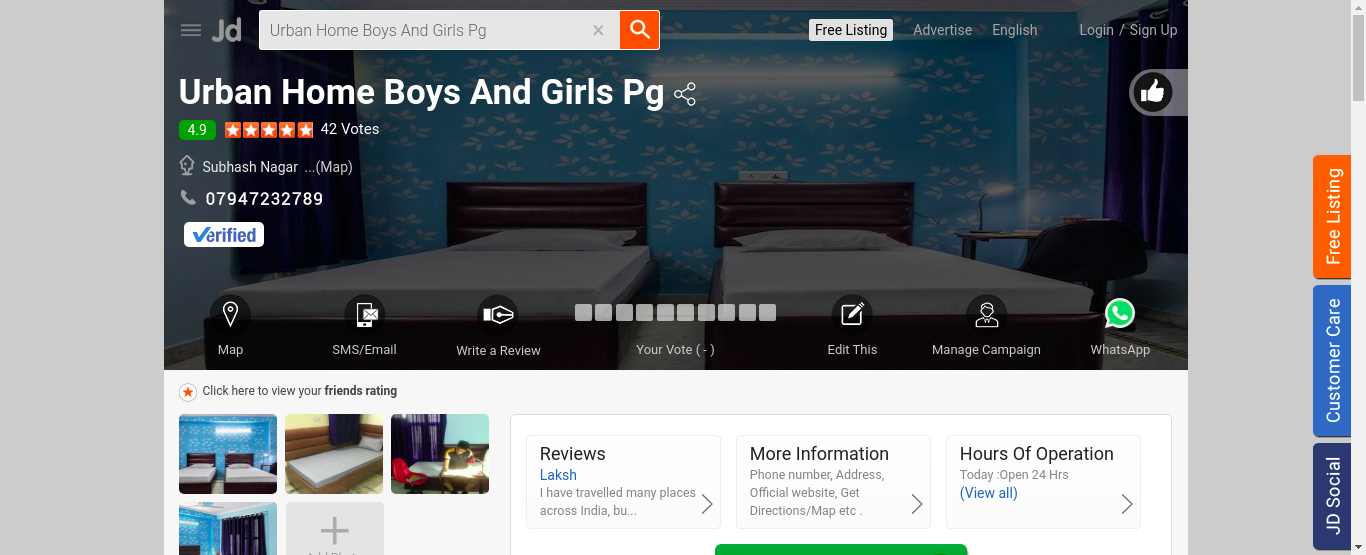 Jd
Urban Home Boys And Girls Pg
Free Listing
Advertise
English
Login / Sign Up
Urban Home Boys And Girls Pg
4.9
42 Votes
Subhash Nagar ...(Map)
07947232789
Verified
Map
SMS/Email
Write a Review
Your Vote ( - )
Edit This
Manage Campaign
WhatsApp
Click here to view your friends rating
Reviews
Laksh
I have travelled many places
across India, bu...
More Information
Phone number, Address,
Official website, Get
Directions/Map etc .
Hours Of Operation
Today :Open 24 Hrs
(View all)
Free Listing
Customer Care
JD Social